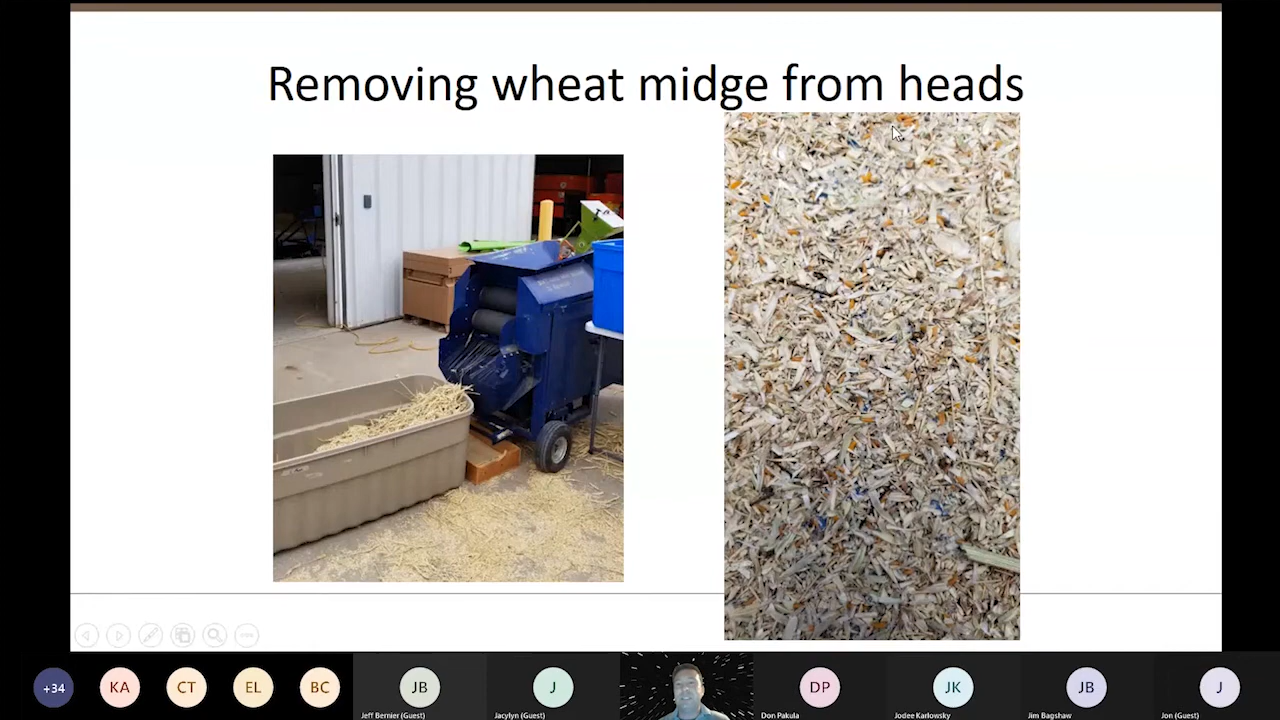 Removing wheat midge from heads
+34
KA
CT
EL
BC
JB
Jeff Bernier (Guest)
J
Jacylyn (Guest)
DP
Don Pakula
JK
Jodee Karlowsky
JB
Jim Bagshaw
J
Jon (Guest)